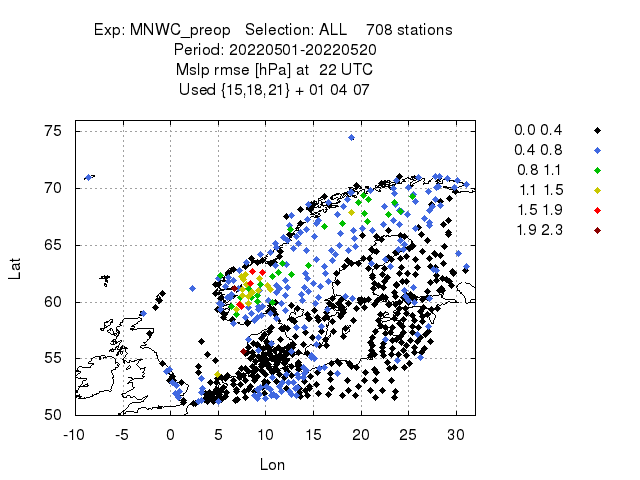 Exp: MNWC_preop   Selection: ALL    708 stations
Period: 20220501-20220520
Mslp rmse [hPa] at  22 UTC
Used {15,18,21} + 01 04 07
75
70
65
60
55
50
Lat
-10 -5 0 5 10 15 20 25 30
Lon
0.0 0.4
0.4 0.8
0.8 1.1
1.1 1.5
1.5 1.9
1.9 2.3